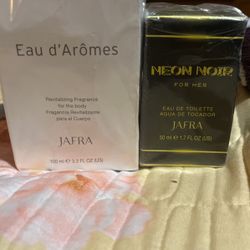 Eau d'Arômes
Revitalizing Fragrance
for the body
Fragancia Revitalizante
para el Cuerpo
JAFRA
100 ml ℮ 3.3 FL.OZ (US)
NEON NOIR
FOR HER
EAU DE TOILETTE
AGUA DE TOCADOR
JAFRA
50 ml ℮ 1.7 FL.OZ (US)